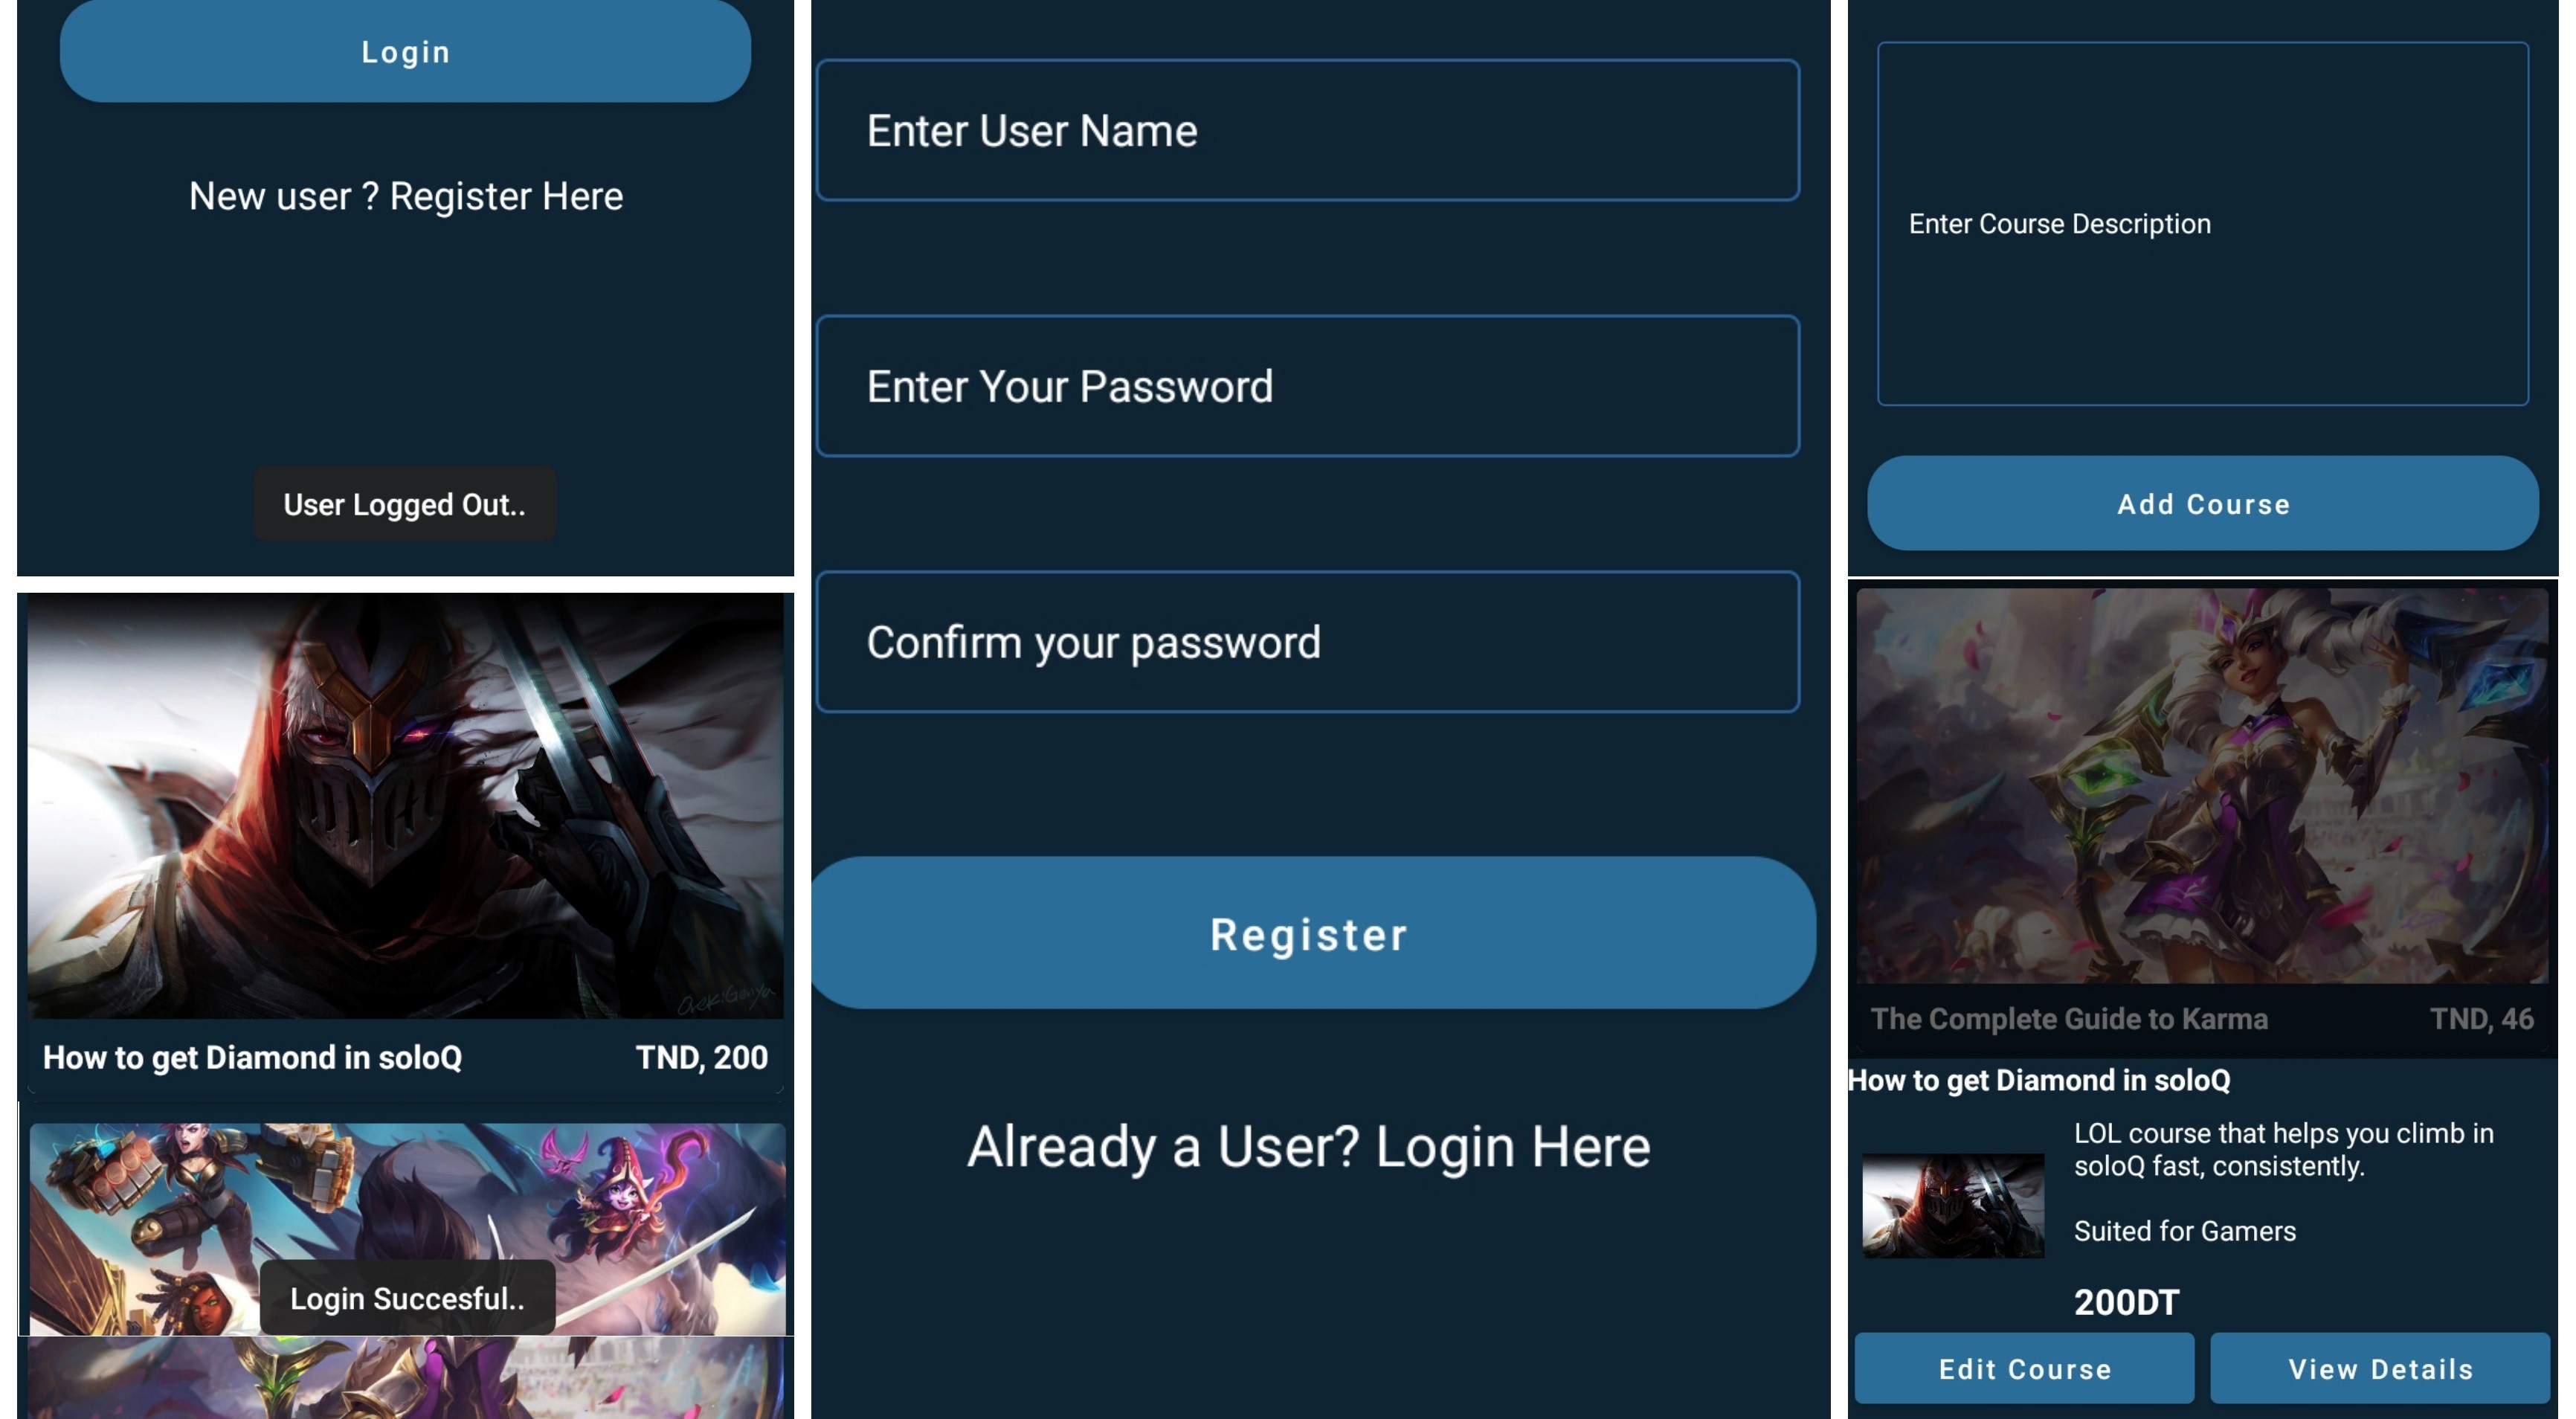 Login
New user ? Register Here
User Logged Out..
How to get Diamond in soloQ
TND, 200
Login Succesful..
Enter User Name
Enter Your Password
Confirm your password
Register
Already a User? Login Here
Enter Course Description
Add Course
The Complete Guide to Karma
TND, 46
How to get Diamond in soloQ
LOL course that helps you climb in
soloQ fast, consistently.
Suited for Gamers
200DT
Edit Course
View Details